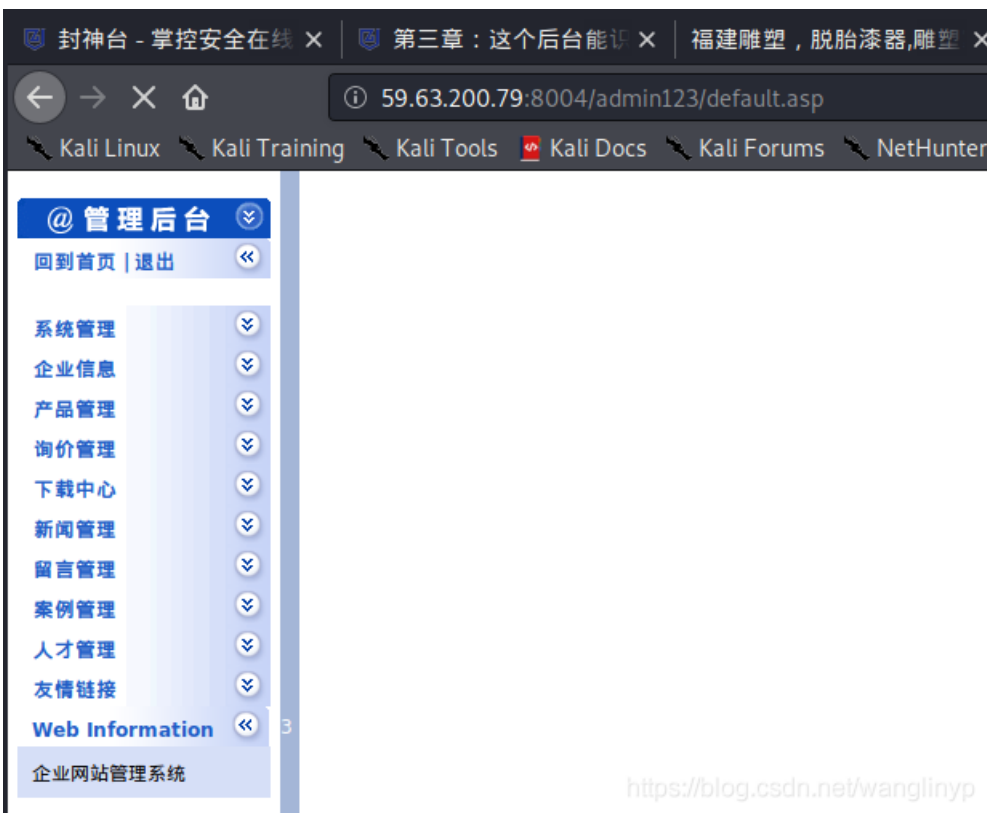 封神台 - 掌控安全在线
第三章：这个后台能识
福建雕塑，脱胎漆器,雕塑
59.63.200.79:8004/admin123/default.asp
Kali Linux Kali Training Kali Tools Kali Docs Kali Forums NetHunter
@管理后台
回到首页 | 退出
系统管理
企业信息
产品管理
询价管理
下载中心
新闻管理
留言管理
案例管理
人才管理
友情链接
Web Information
3
企业网站管理系统
https://blog.csdn.net/wanglinyp